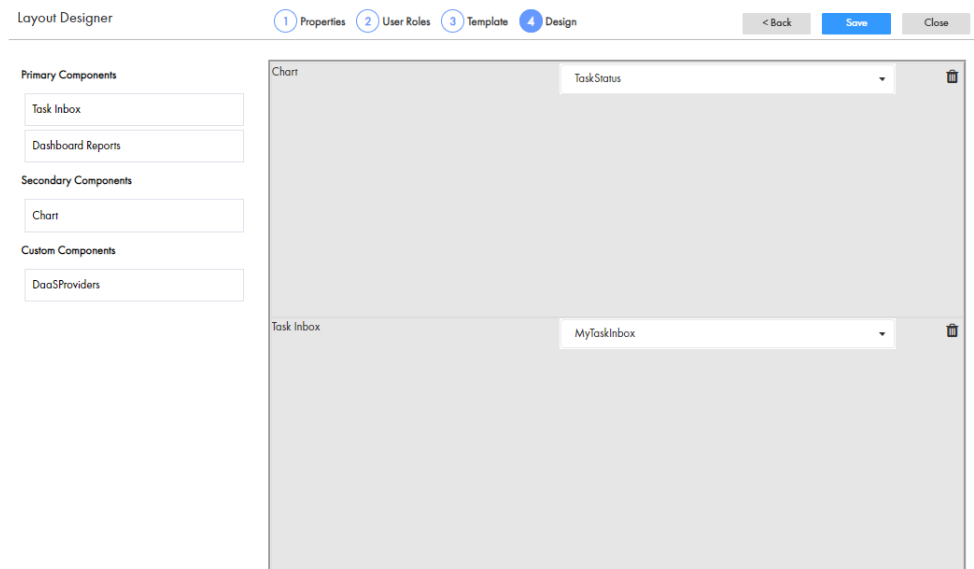 Layout Designer
1 Properties 2 User Roles 3 Template 4 Design
< Back Save Close
Primary Components
Task Inbox
Dashboard Reports
Secondary Components
Chart
Custom Components
DaaSProviders
Chart TaskStatus
Task Inbox MyTaskInbox